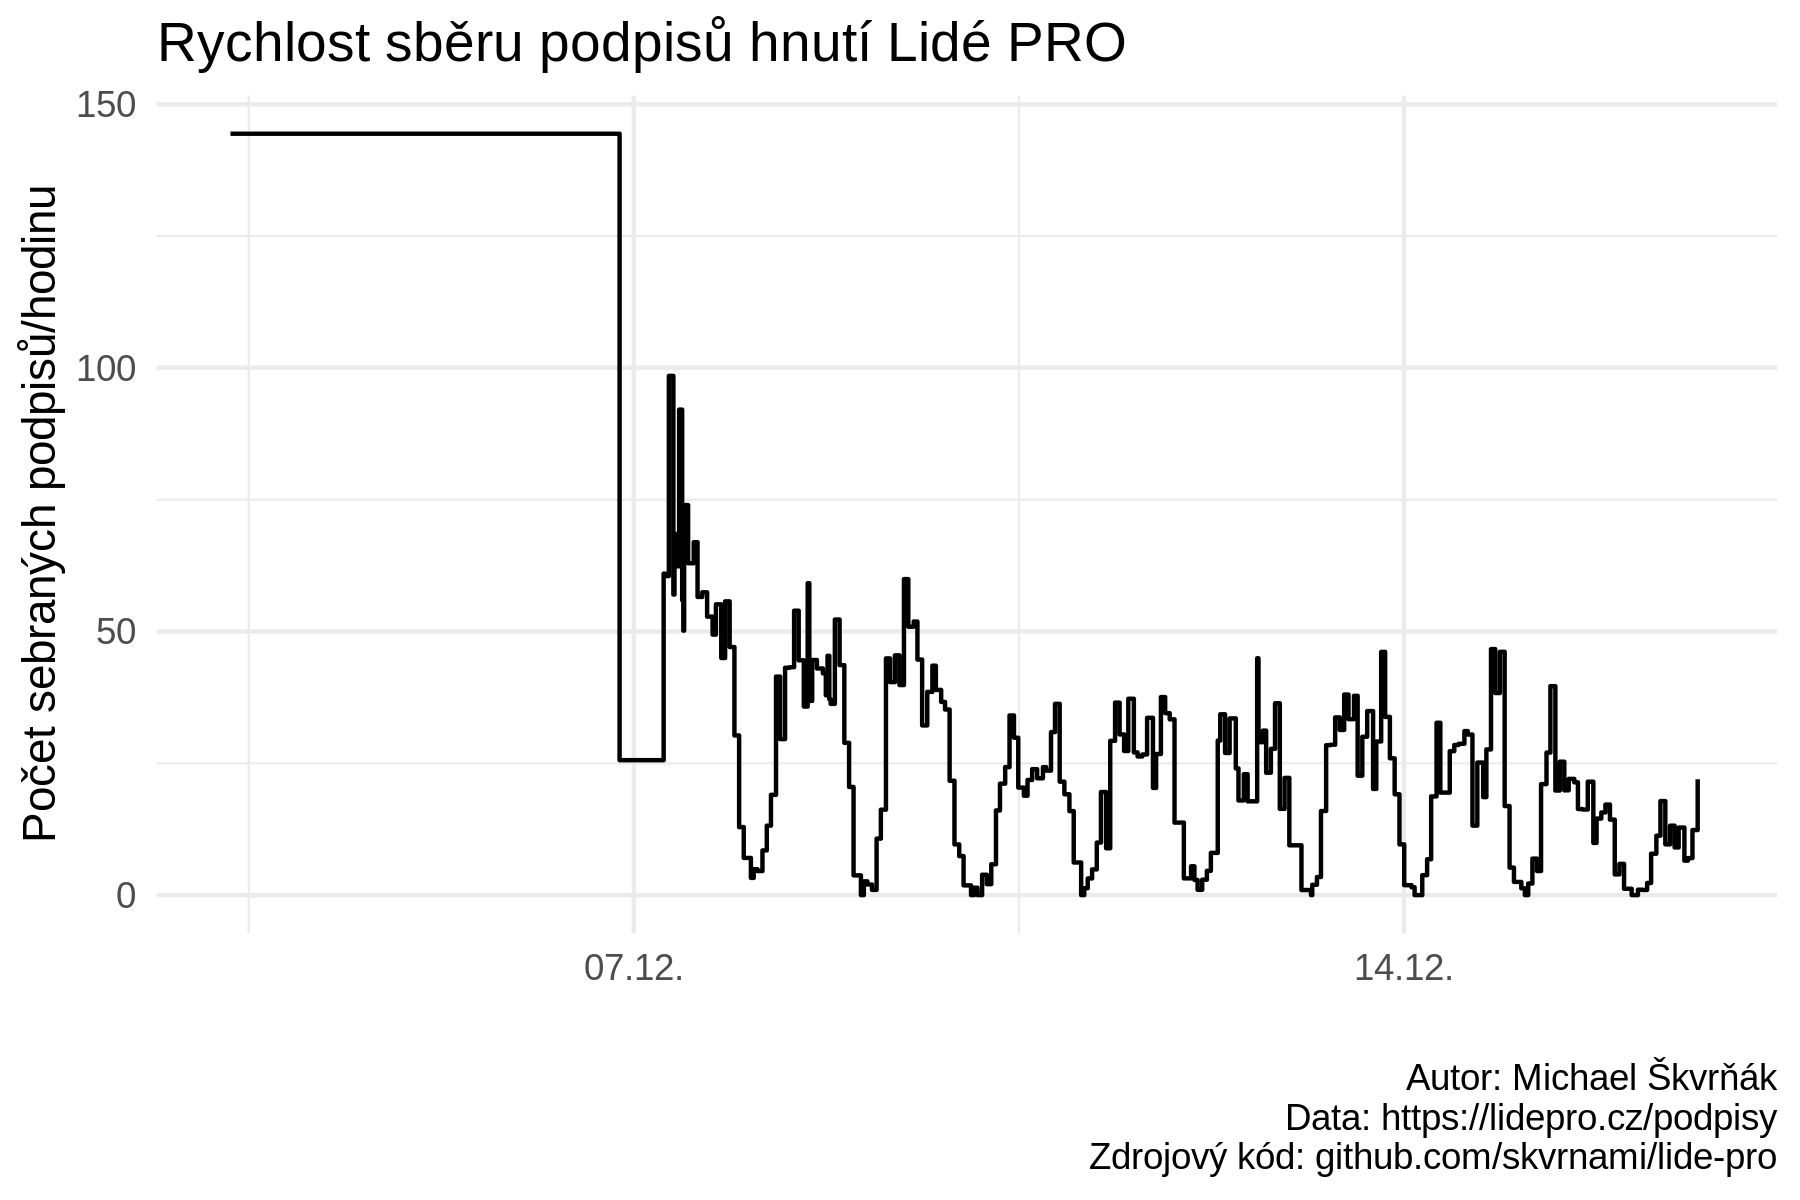 Rychlost sběru podpisů hnutí Lidé PRO
Počet sebraných podpisů/hodinu
150
100
50
0
07.12.
14.12.
Autor: Michael Škvrňák
Data: https://lidepro.cz/podpisy
Zdrojový kód: github.com/skvrnami/lide-pro